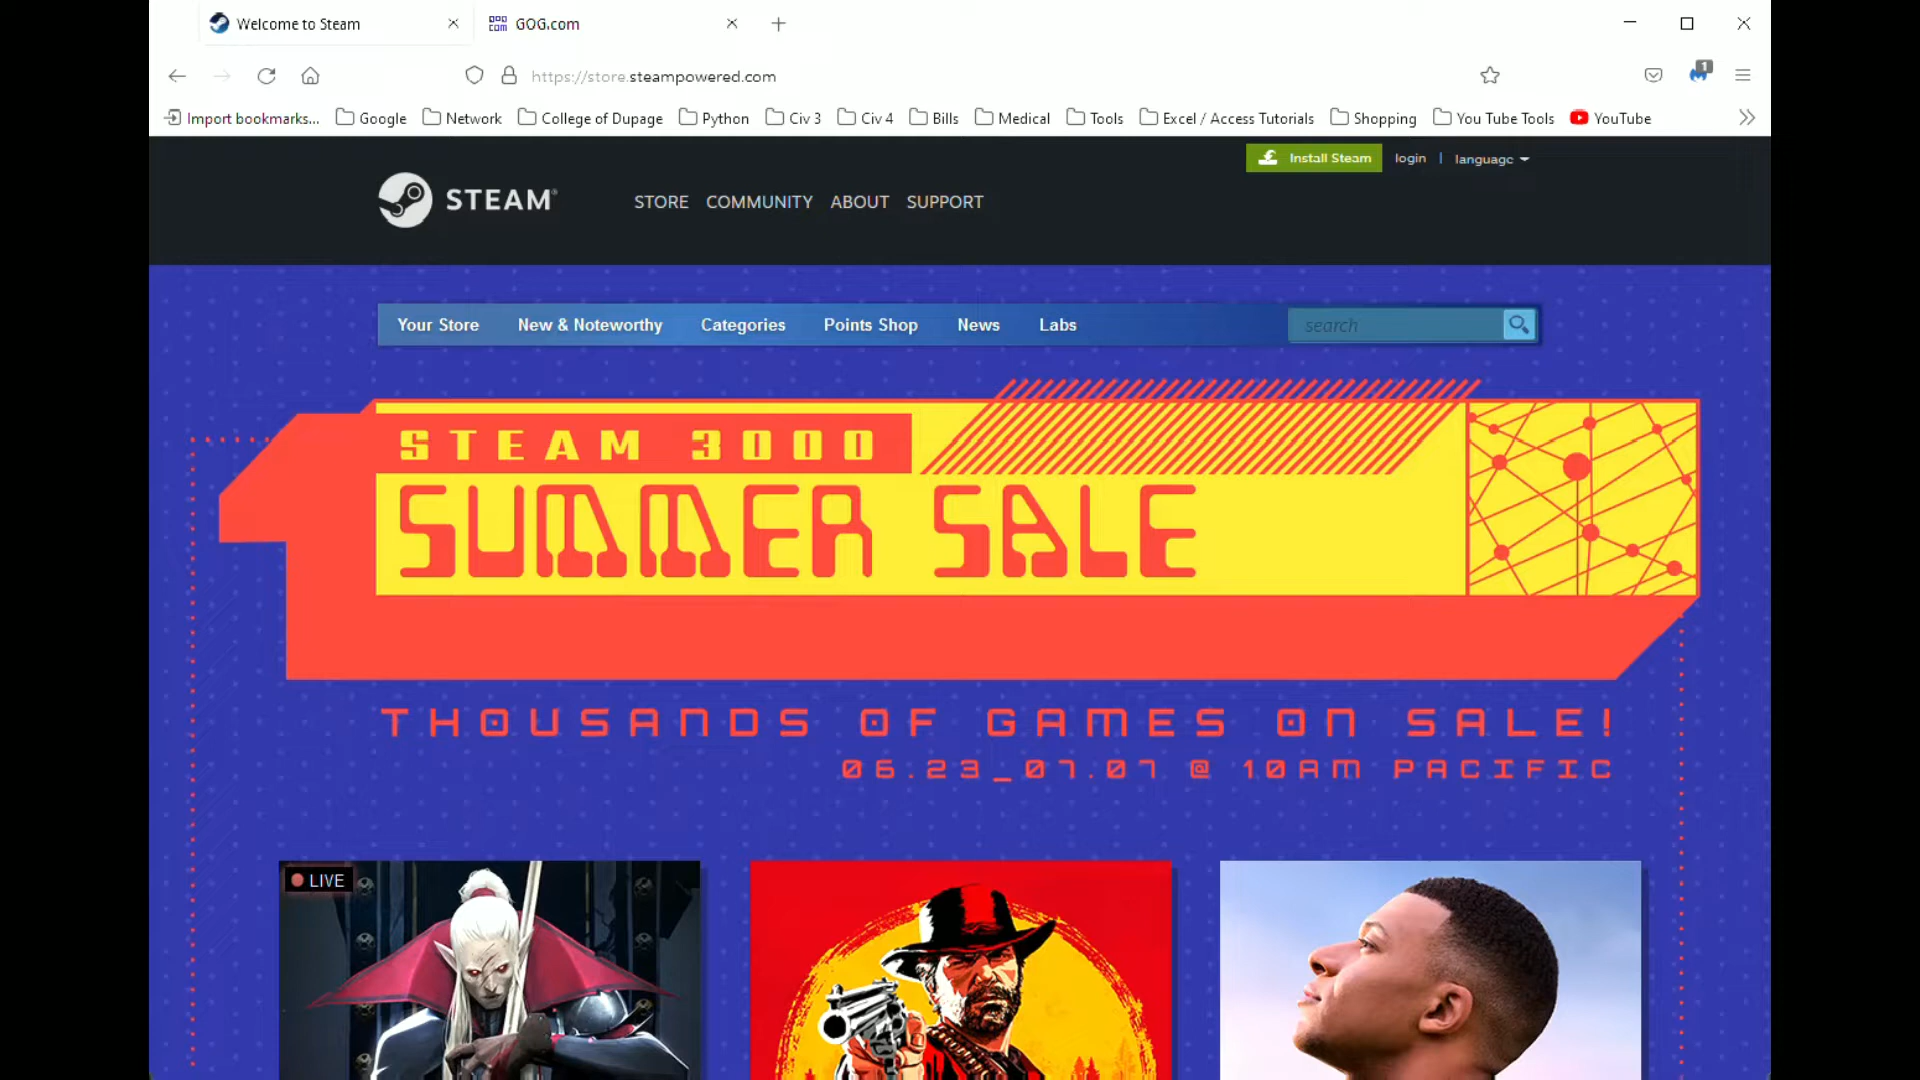 Welcome to Steam
GOG.com
https://store.steampowered.com
1
Import bookmarks...
Google
Network
College of Dupage
Python
Civ 3
Civ 4
Bills
Medical
Tools
Excel / Access Tutorials
Shopping
You Tube Tools
YouTube
Install Steam
login
language
STEAM®
STORE
COMMUNITY
ABOUT
SUPPORT
Your Store
New & Noteworthy
Categories
Points Shop
News
Labs
search
STEAM 3000
SUMMER SALE
THOUSANDS OF GAMES ON SALE!
06.23_07.07 @ 10AM PACIFIC
LIVE